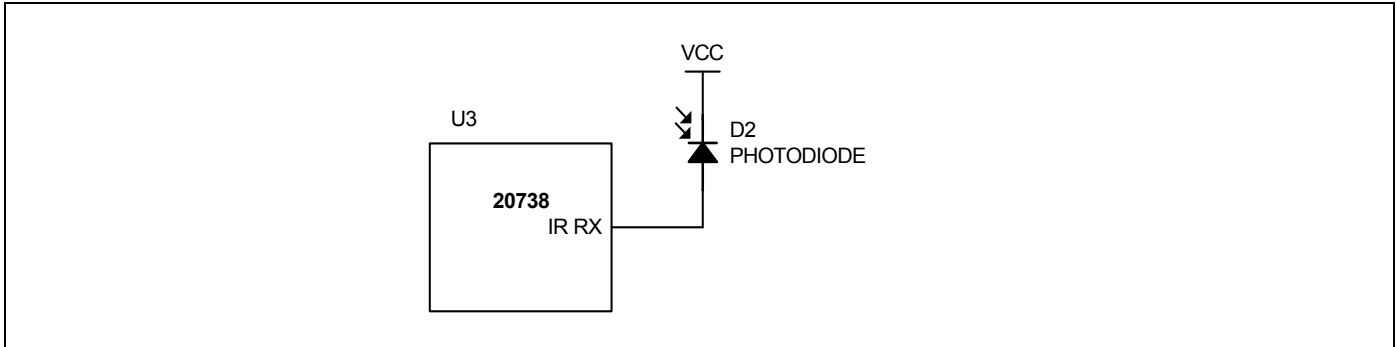 VCC
U3
D2
PHOTODIODE
20738
IR RX